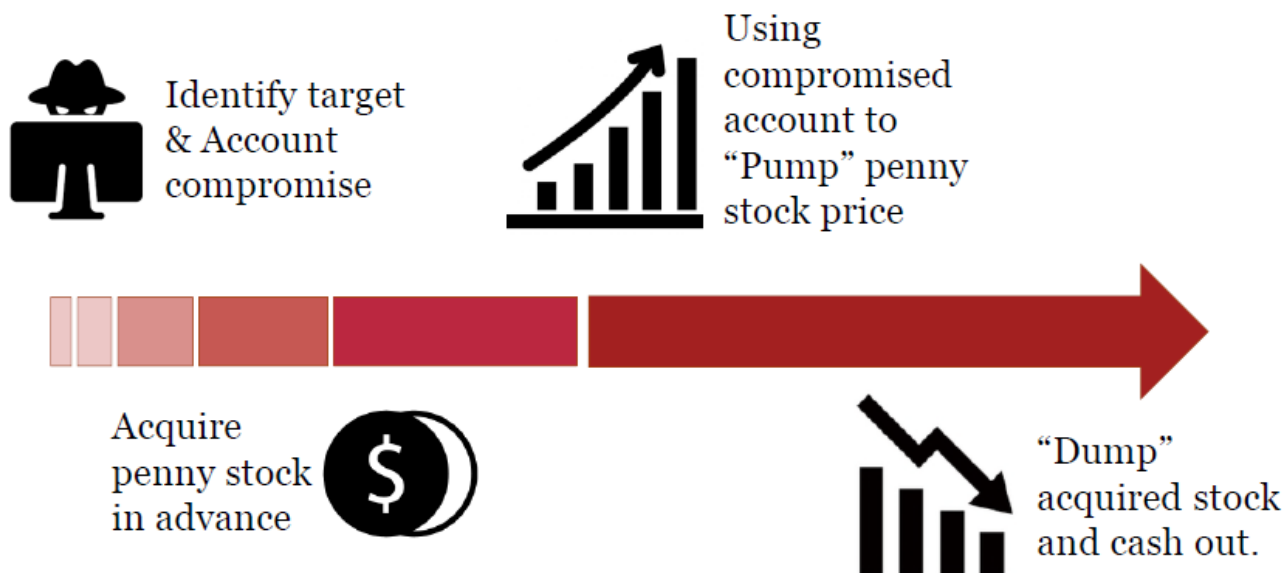 Identify target
& Account
compromise
Using
compromised
account to
“Pump” penny
stock price
Acquire
penny stock
in advance
$
“Dump”
acquired stock
and cash out.